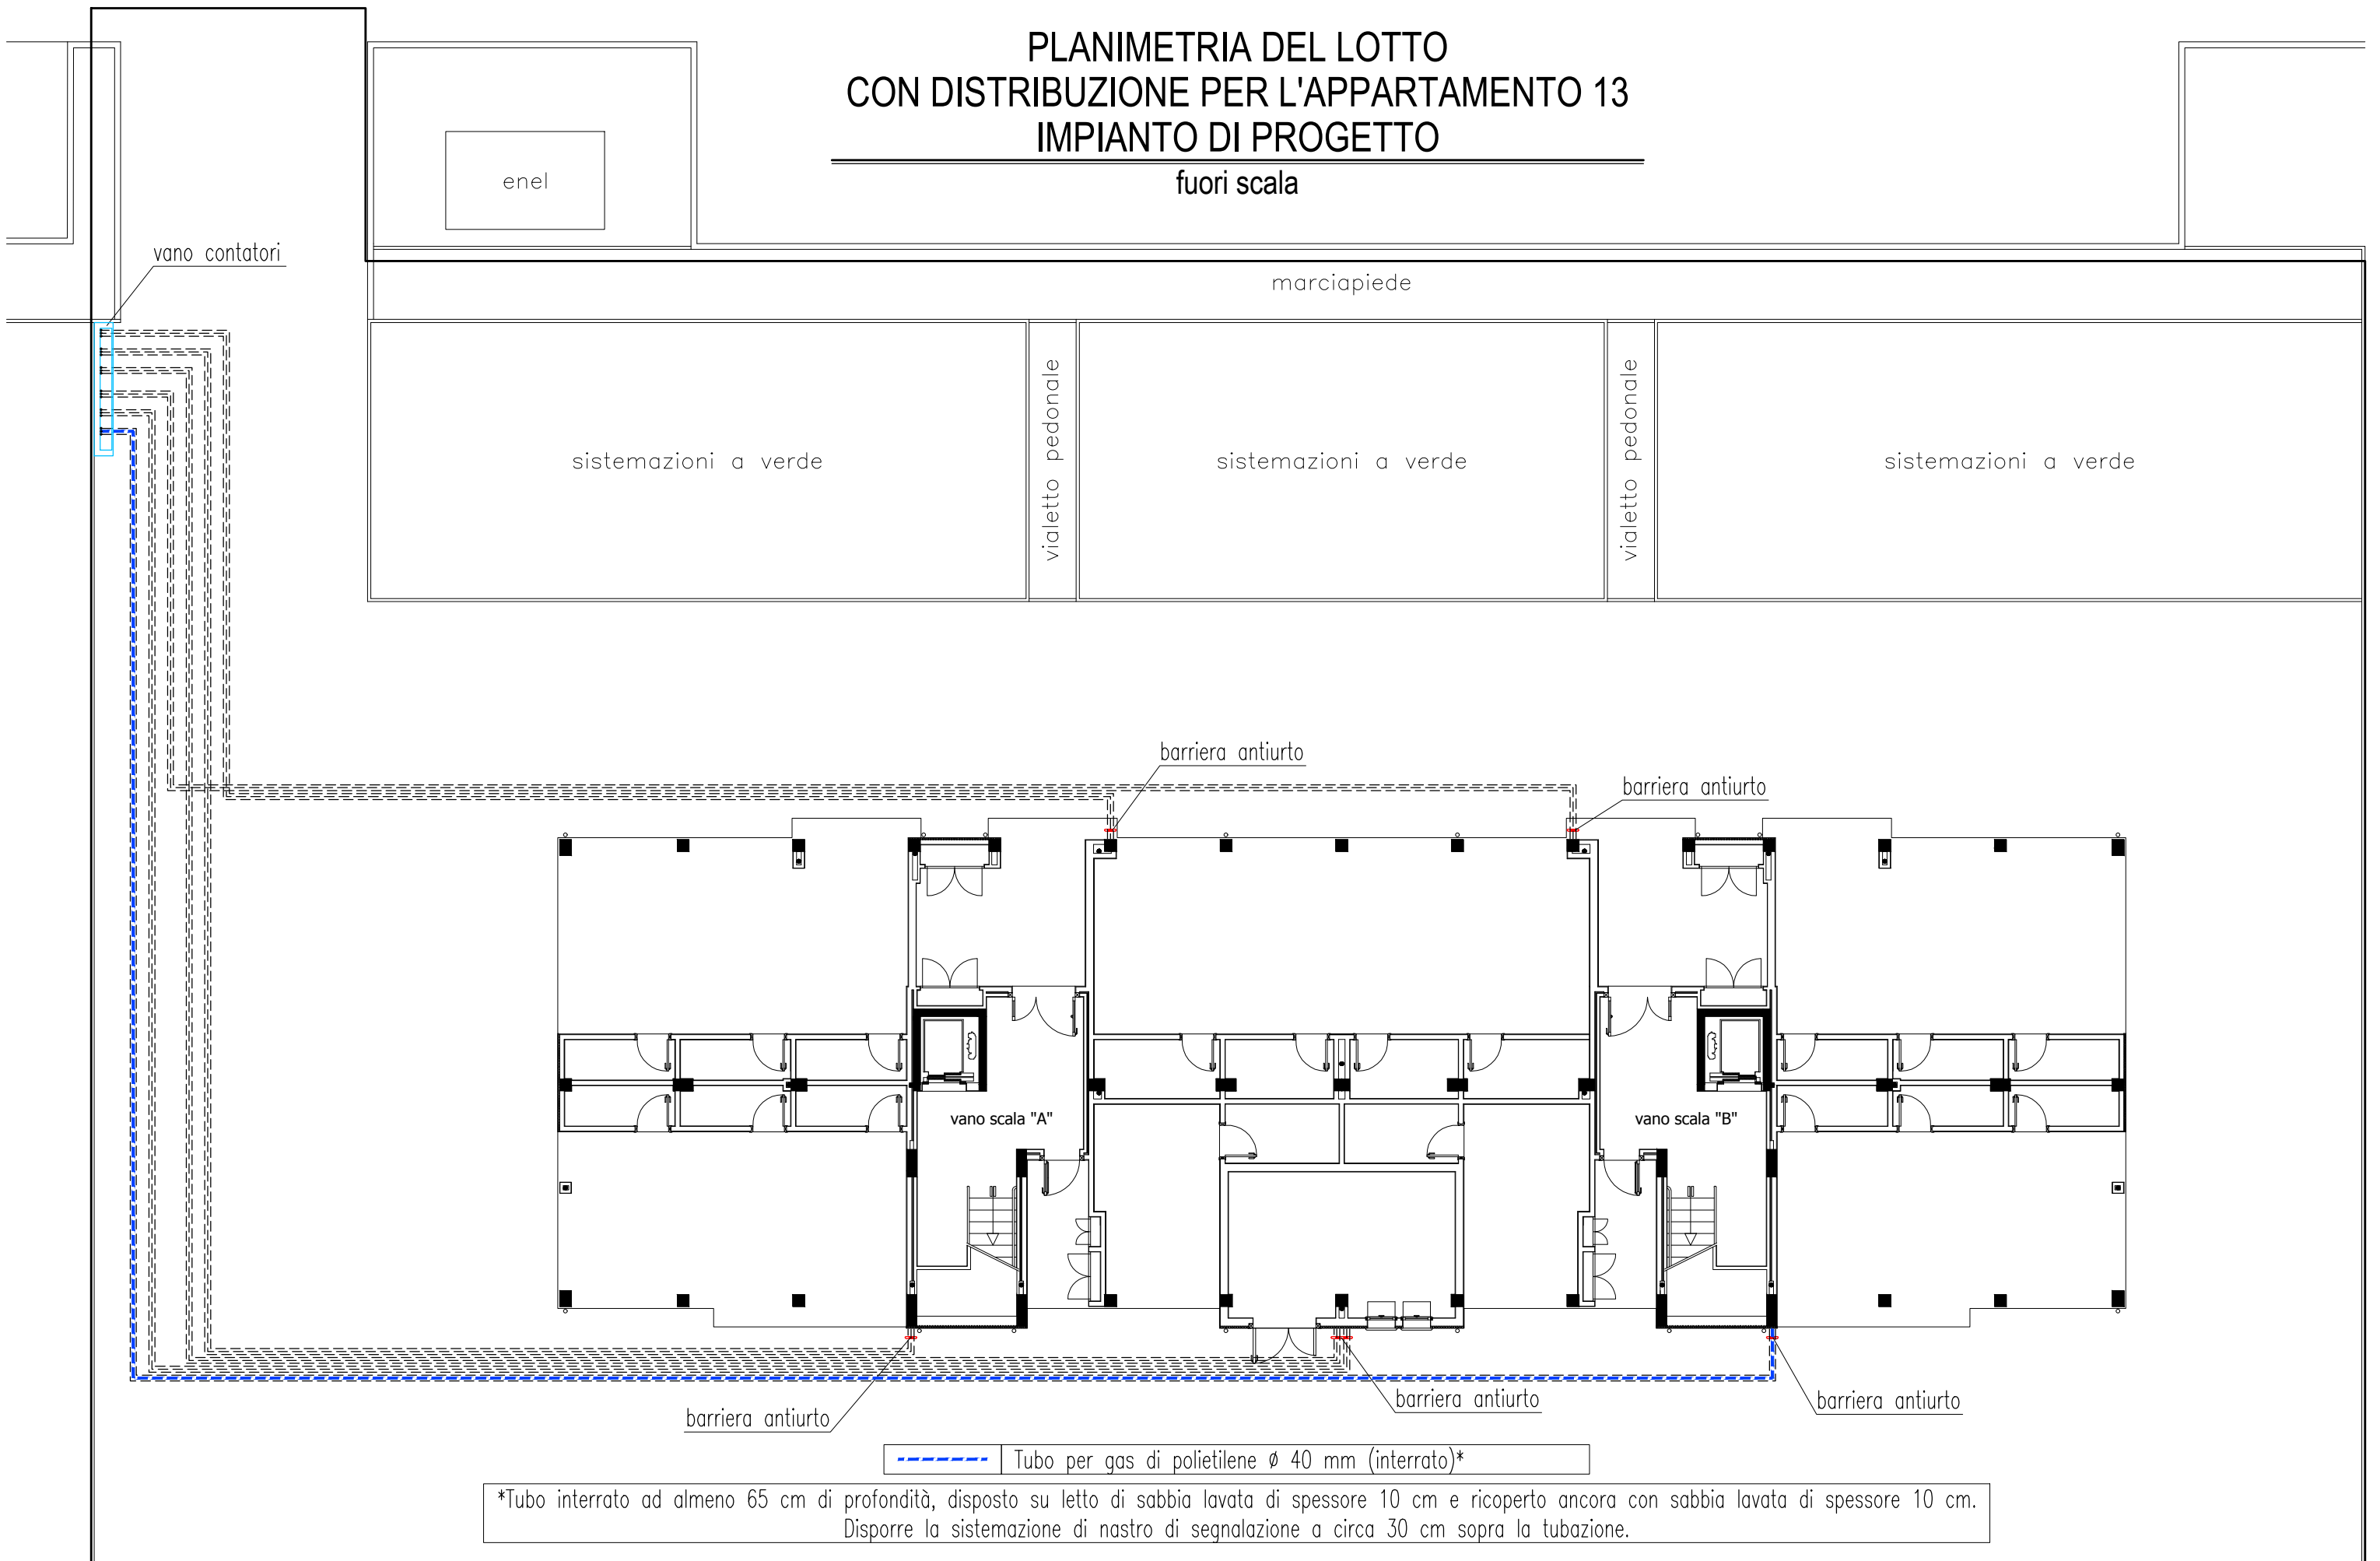 PLANIMETRIA DEL LOTTO
CON DISTRIBUZIONE PER L'APPARTAMENTO 13
IMPIANTO DI PROGETTO
fuori scala
enel
vano contatori
marciapiede
sistemazioni a verde
vialetto pedonale
sistemazioni a verde
vialetto pedonale
sistemazioni a verde
barriera antiurto
barriera antiurto
vano scala "A"
vano scala "B"
barriera antiurto
barriera antiurto
barriera antiurto
Tubo per gas di polietilene ø 40 mm (interrato)*
*Tubo interrato ad almeno 65 cm di profondità, disposto su letto di sabbia lavata di spessore 10 cm e ricoperto ancora con sabbia lavata di spessore 10 cm.
Disporre la sistemazione di nastro di segnalazione a circa 30 cm sopra la tubazione.